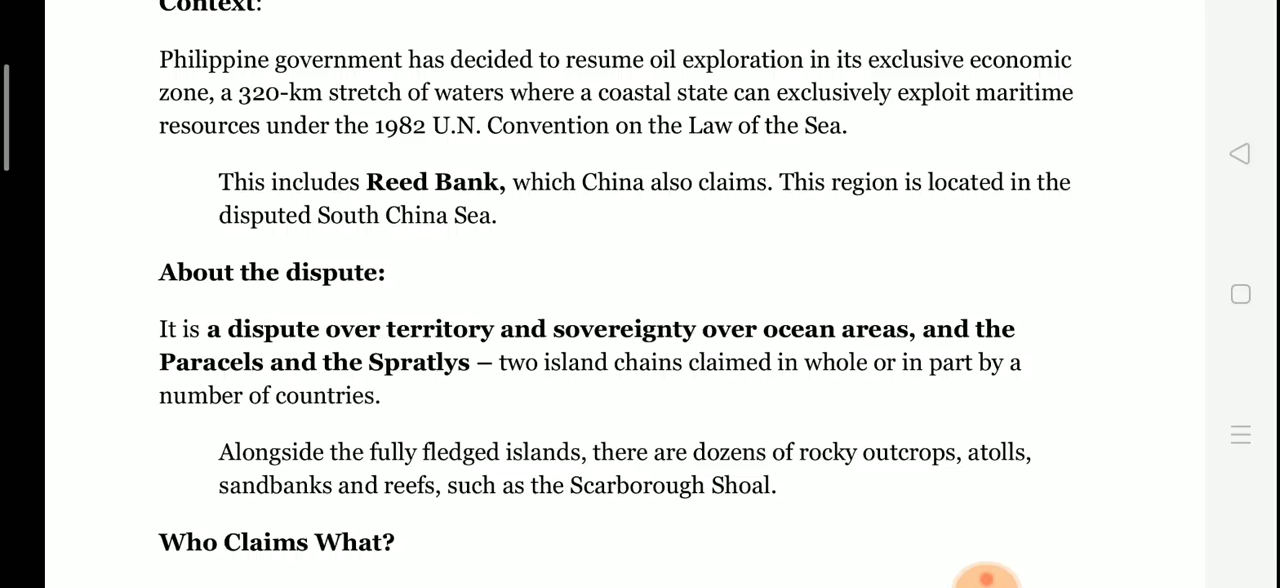 Context:
Philippine government has decided to resume oil exploration in its exclusive economic
zone, a 320-km stretch of waters where a coastal state can exclusively exploit maritime
resources under the 1982 U.N. Convention on the Law of the Sea.
This includes Reed Bank, which China also claims. This region is located in the
disputed South China Sea.
About the dispute:
It is a dispute over territory and sovereignty over ocean areas, and the
Paracels and the Spratlys – two island chains claimed in whole or in part by a
number of countries.
Alongside the fully fledged islands, there are dozens of rocky outcrops, atolls,
sandbanks and reefs, such as the Scarborough Shoal.
Who Claims What?